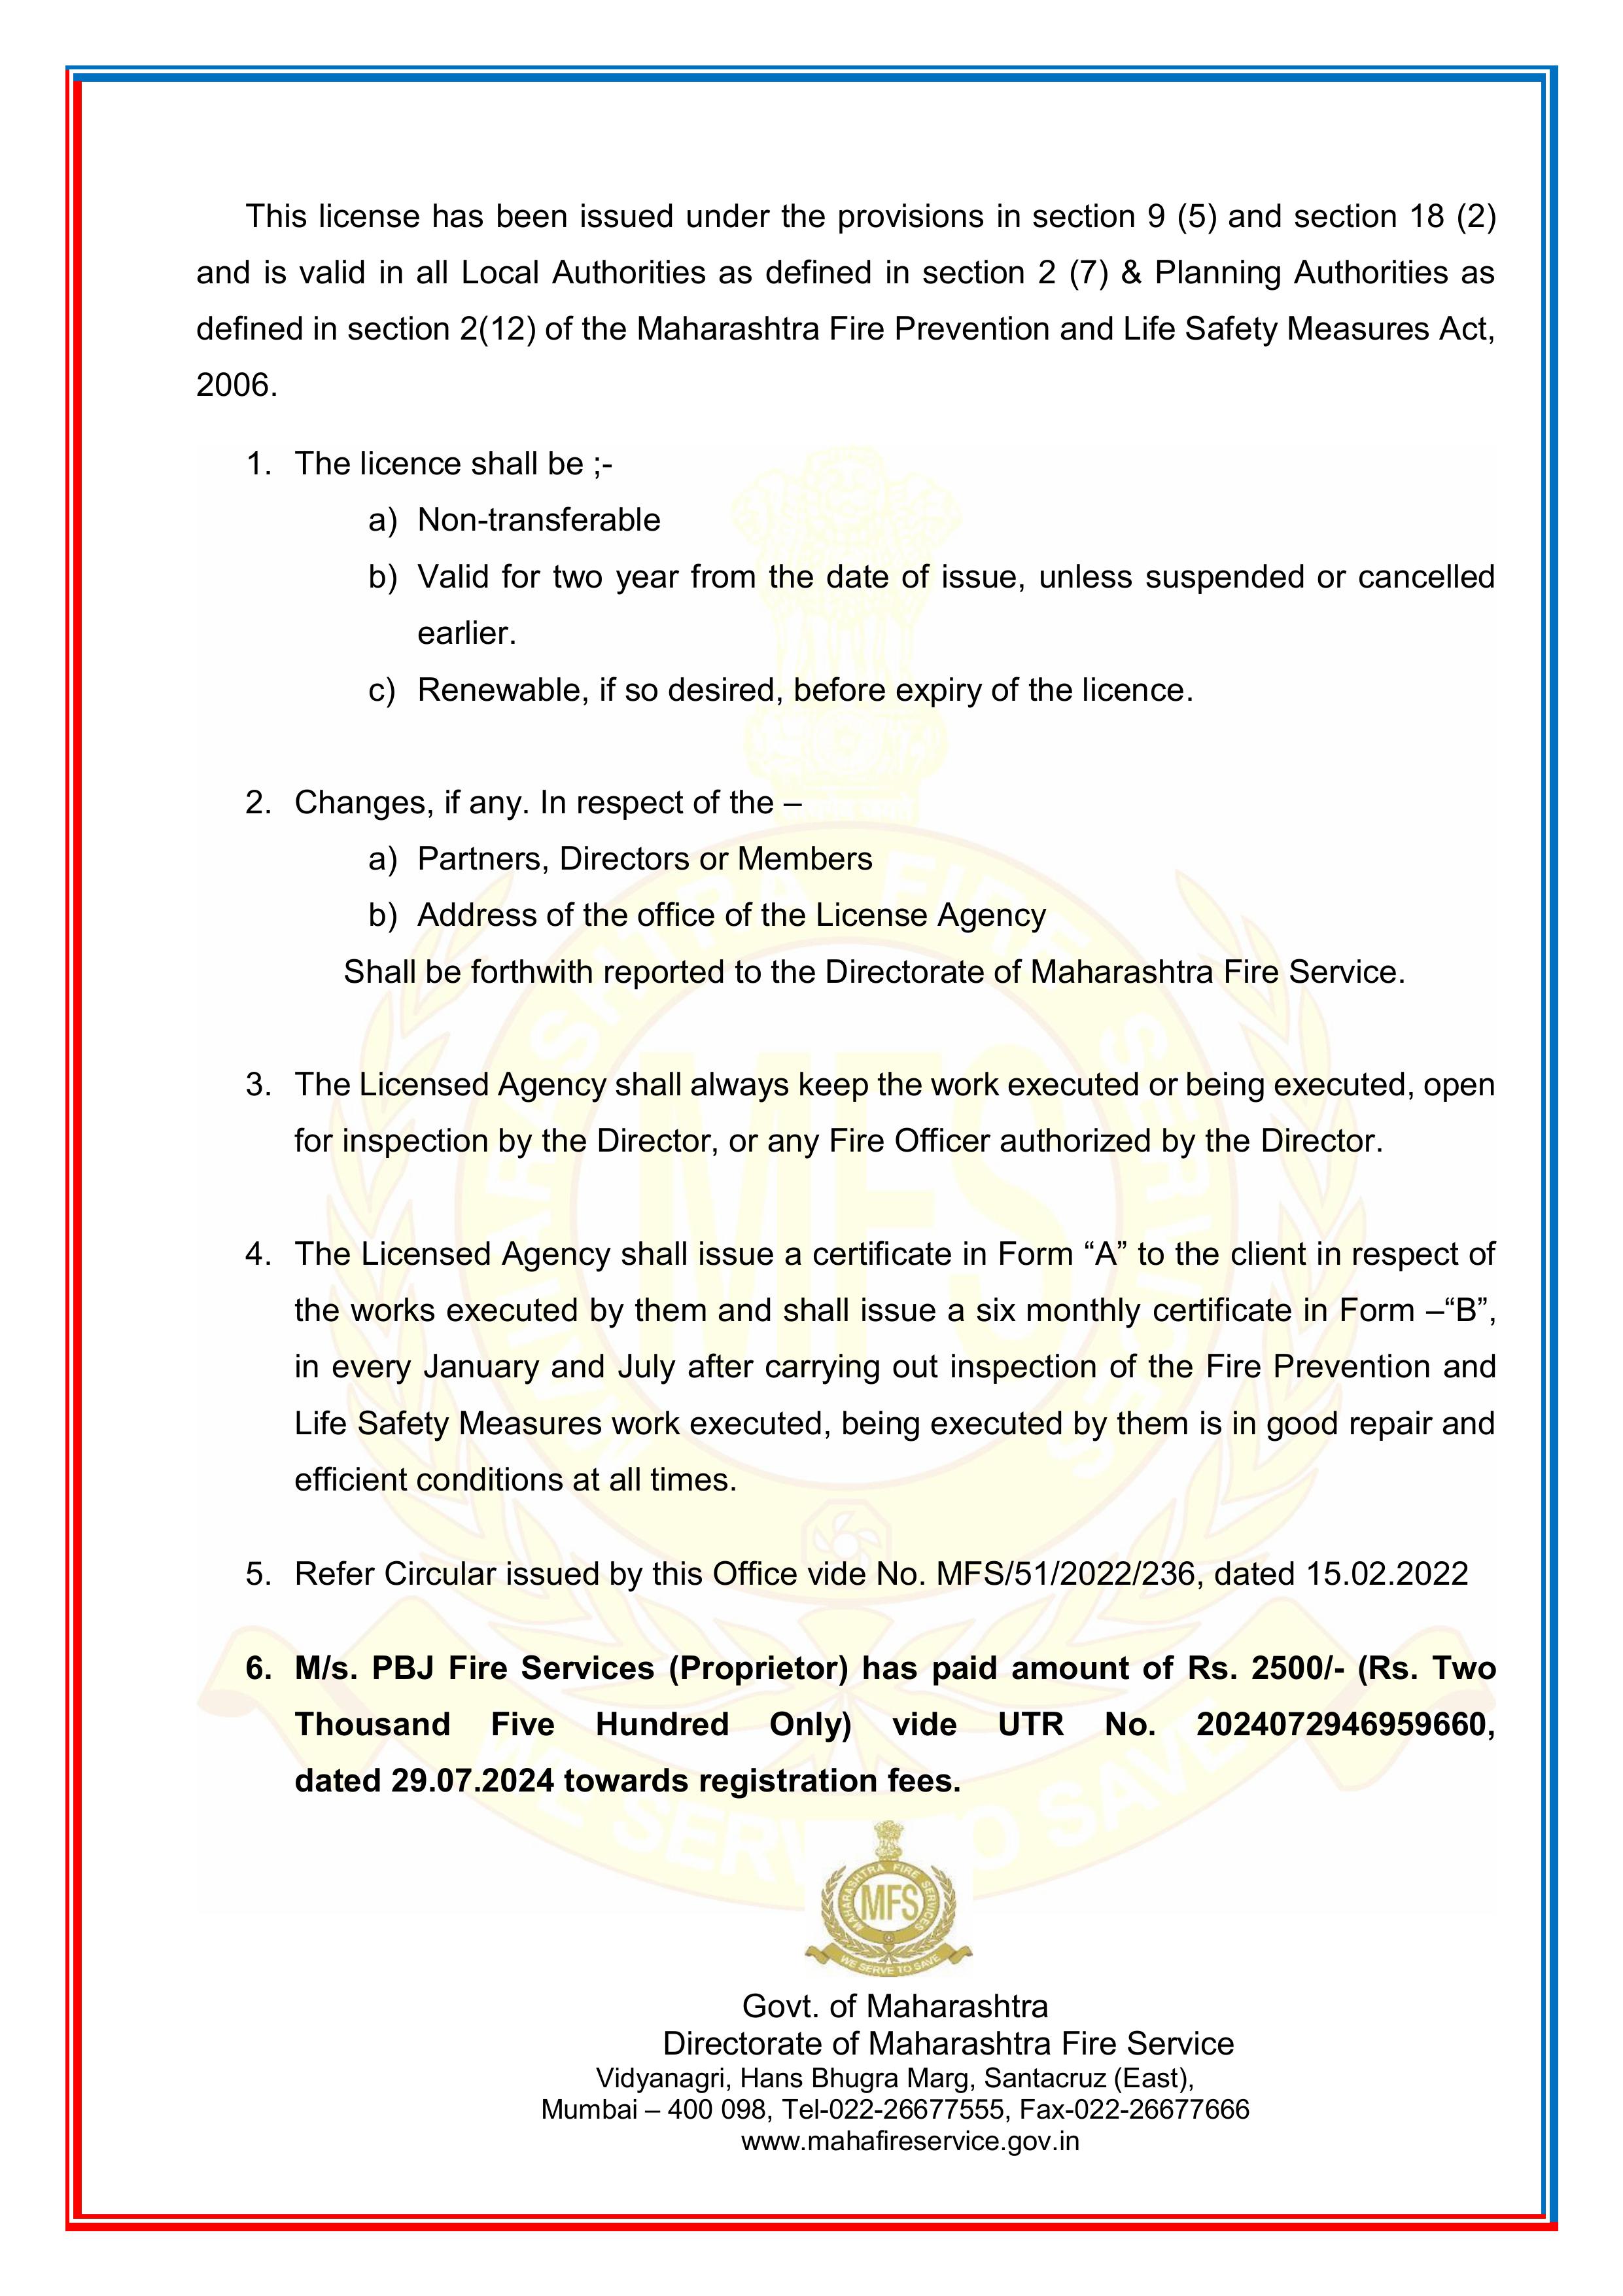 This license has been issued under the provisions in section 9 (5) and section 18 (2)
and is valid in all Local Authorities as defined in section 2 (7) & Planning Authorities as
defined in section 2(12) of the Maharashtra Fire Prevention and Life Safety Measures Act,
2006.
1. The licence shall be ;-
a) Non-transferable
b) Valid for two year from the date of issue, unless suspended or cancelled
earlier.
c) Renewable, if so desired, before expiry of the licence.
2. Changes, if any. In respect of the –
a) Partners, Directors or Members
b) Address of the office of the License Agency
Shall be forthwith reported to the Directorate of Maharashtra Fire Service.
3. The Licensed Agency shall always keep the work executed or being executed, open
for inspection by the Director, or any Fire Officer authorized by the Director.
4. The Licensed Agency shall issue a certificate in Form “A” to the client in respect of
the works executed by them and shall issue a six monthly certificate in Form –“B”,
in every January and July after carrying out inspection of the Fire Prevention and
Life Safety Measures work executed, being executed by them is in good repair and
efficient conditions at all times.
5. Refer Circular issued by this Office vide No. MFS/51/2022/236, dated 15.02.2022
6. M/s. PBJ Fire Services (Proprietor) has paid amount of Rs. 2500/- (Rs. Two
Thousand Five Hundred Only) vide UTR No. 2024072946959660,
dated 29.07.2024 towards registration fees.
MAHARASHTRA FIRE SERVICES
MFS
WE SERVE TO SAVE
MAHARASHTRA FIRE SERVICES
MFS
WE SERVE TO SAVE
Govt. of Maharashtra
Directorate of Maharashtra Fire Service
Vidyanagri, Hans Bhugra Marg, Santacruz (East),
Mumbai – 400 098, Tel-022-26677555, Fax-022-26677666
www.mahafireservice.gov.in